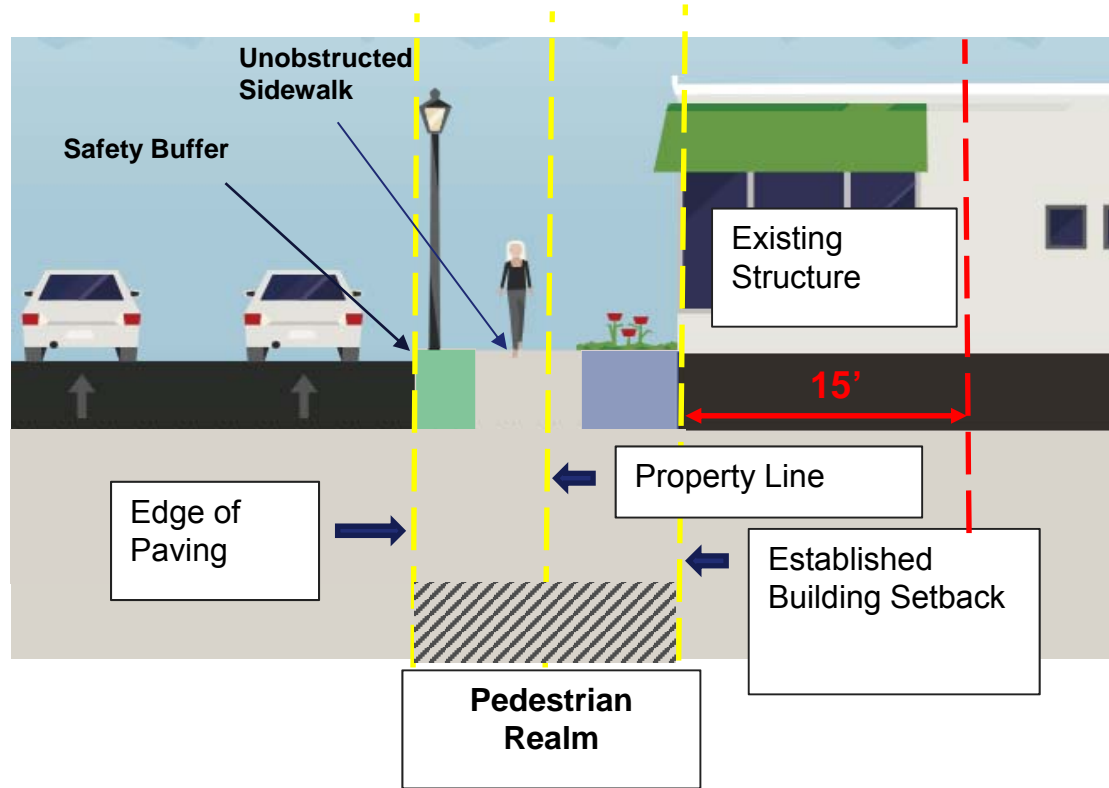 Unobstructed
Sidewalk
Safety Buffer
Existing
Structure
15’
Property Line
Edge of
Paving
Established
Building Setback
Pedestrian
Realm